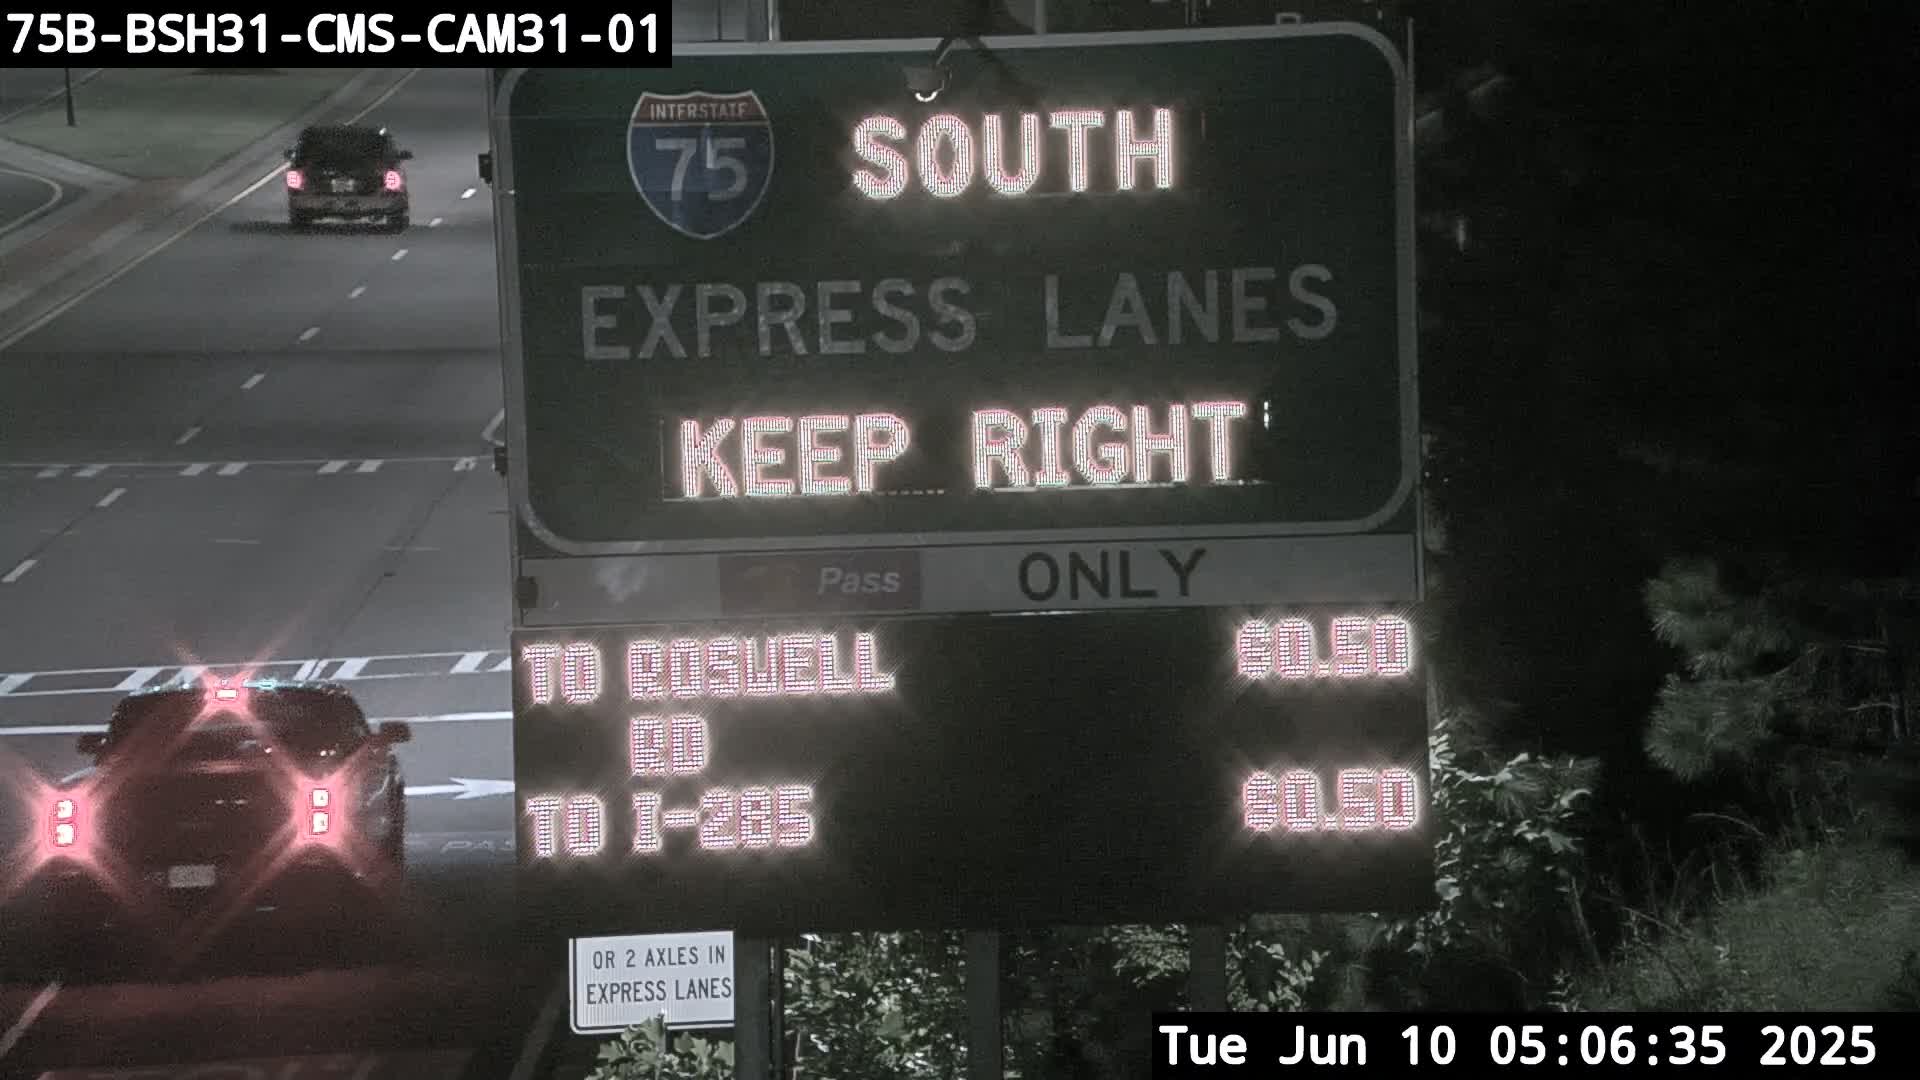 75B-BSH31-CMS-CAM31-01
INTERSTATE
75
SOUTH
EXPRESS LANES
KEEP RIGHT
Pass ONLY
TO ROSWELL $0.50
RD
TO I-285 $0.50
OR 2 AXLES IN
EXPRESS LANES
Tue Jun 10 05:06:35 2025